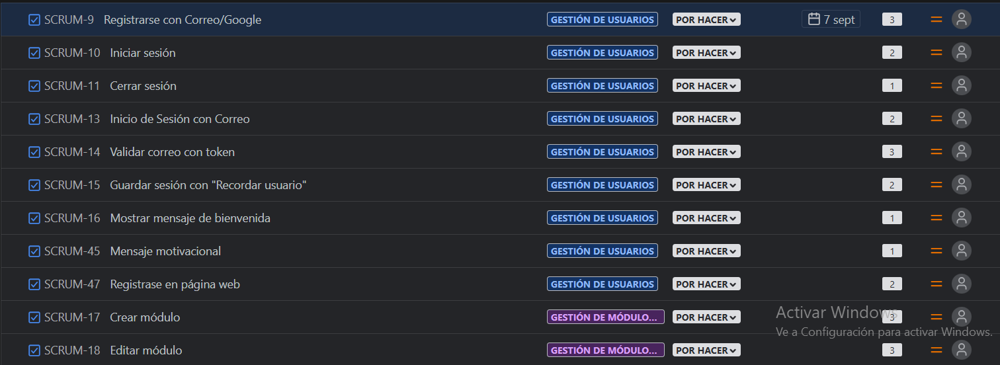 SCRUM-9 Registrarse con Correo/Google GESTIÓN DE USUARIOS POR HACER 7 sept 3
SCRUM-10 Iniciar sesión GESTIÓN DE USUARIOS POR HACER 2
SCRUM-11 Cerrar sesión GESTIÓN DE USUARIOS POR HACER 1
SCRUM-13 Inicio de Sesión con Correo GESTIÓN DE USUARIOS POR HACER 2
SCRUM-14 Validar correo con token GESTIÓN DE USUARIOS POR HACER 3
SCRUM-15 Guardar sesión con "Recordar usuario" GESTIÓN DE USUARIOS POR HACER 2
SCRUM-16 Mostrar mensaje de bienvenida GESTIÓN DE USUARIOS POR HACER 1
SCRUM-45 Mensaje motivacional GESTIÓN DE USUARIOS POR HACER 1
SCRUM-47 Registrase en página web GESTIÓN DE USUARIOS POR HACER 2
SCRUM-17 Crear módulo GESTIÓN DE MÓDULO... POR HACER 3
Activar Windows
Ve a Configuración para activar Windows.
SCRUM-18 Editar módulo GESTIÓN DE MÓDULO... POR HACER 3